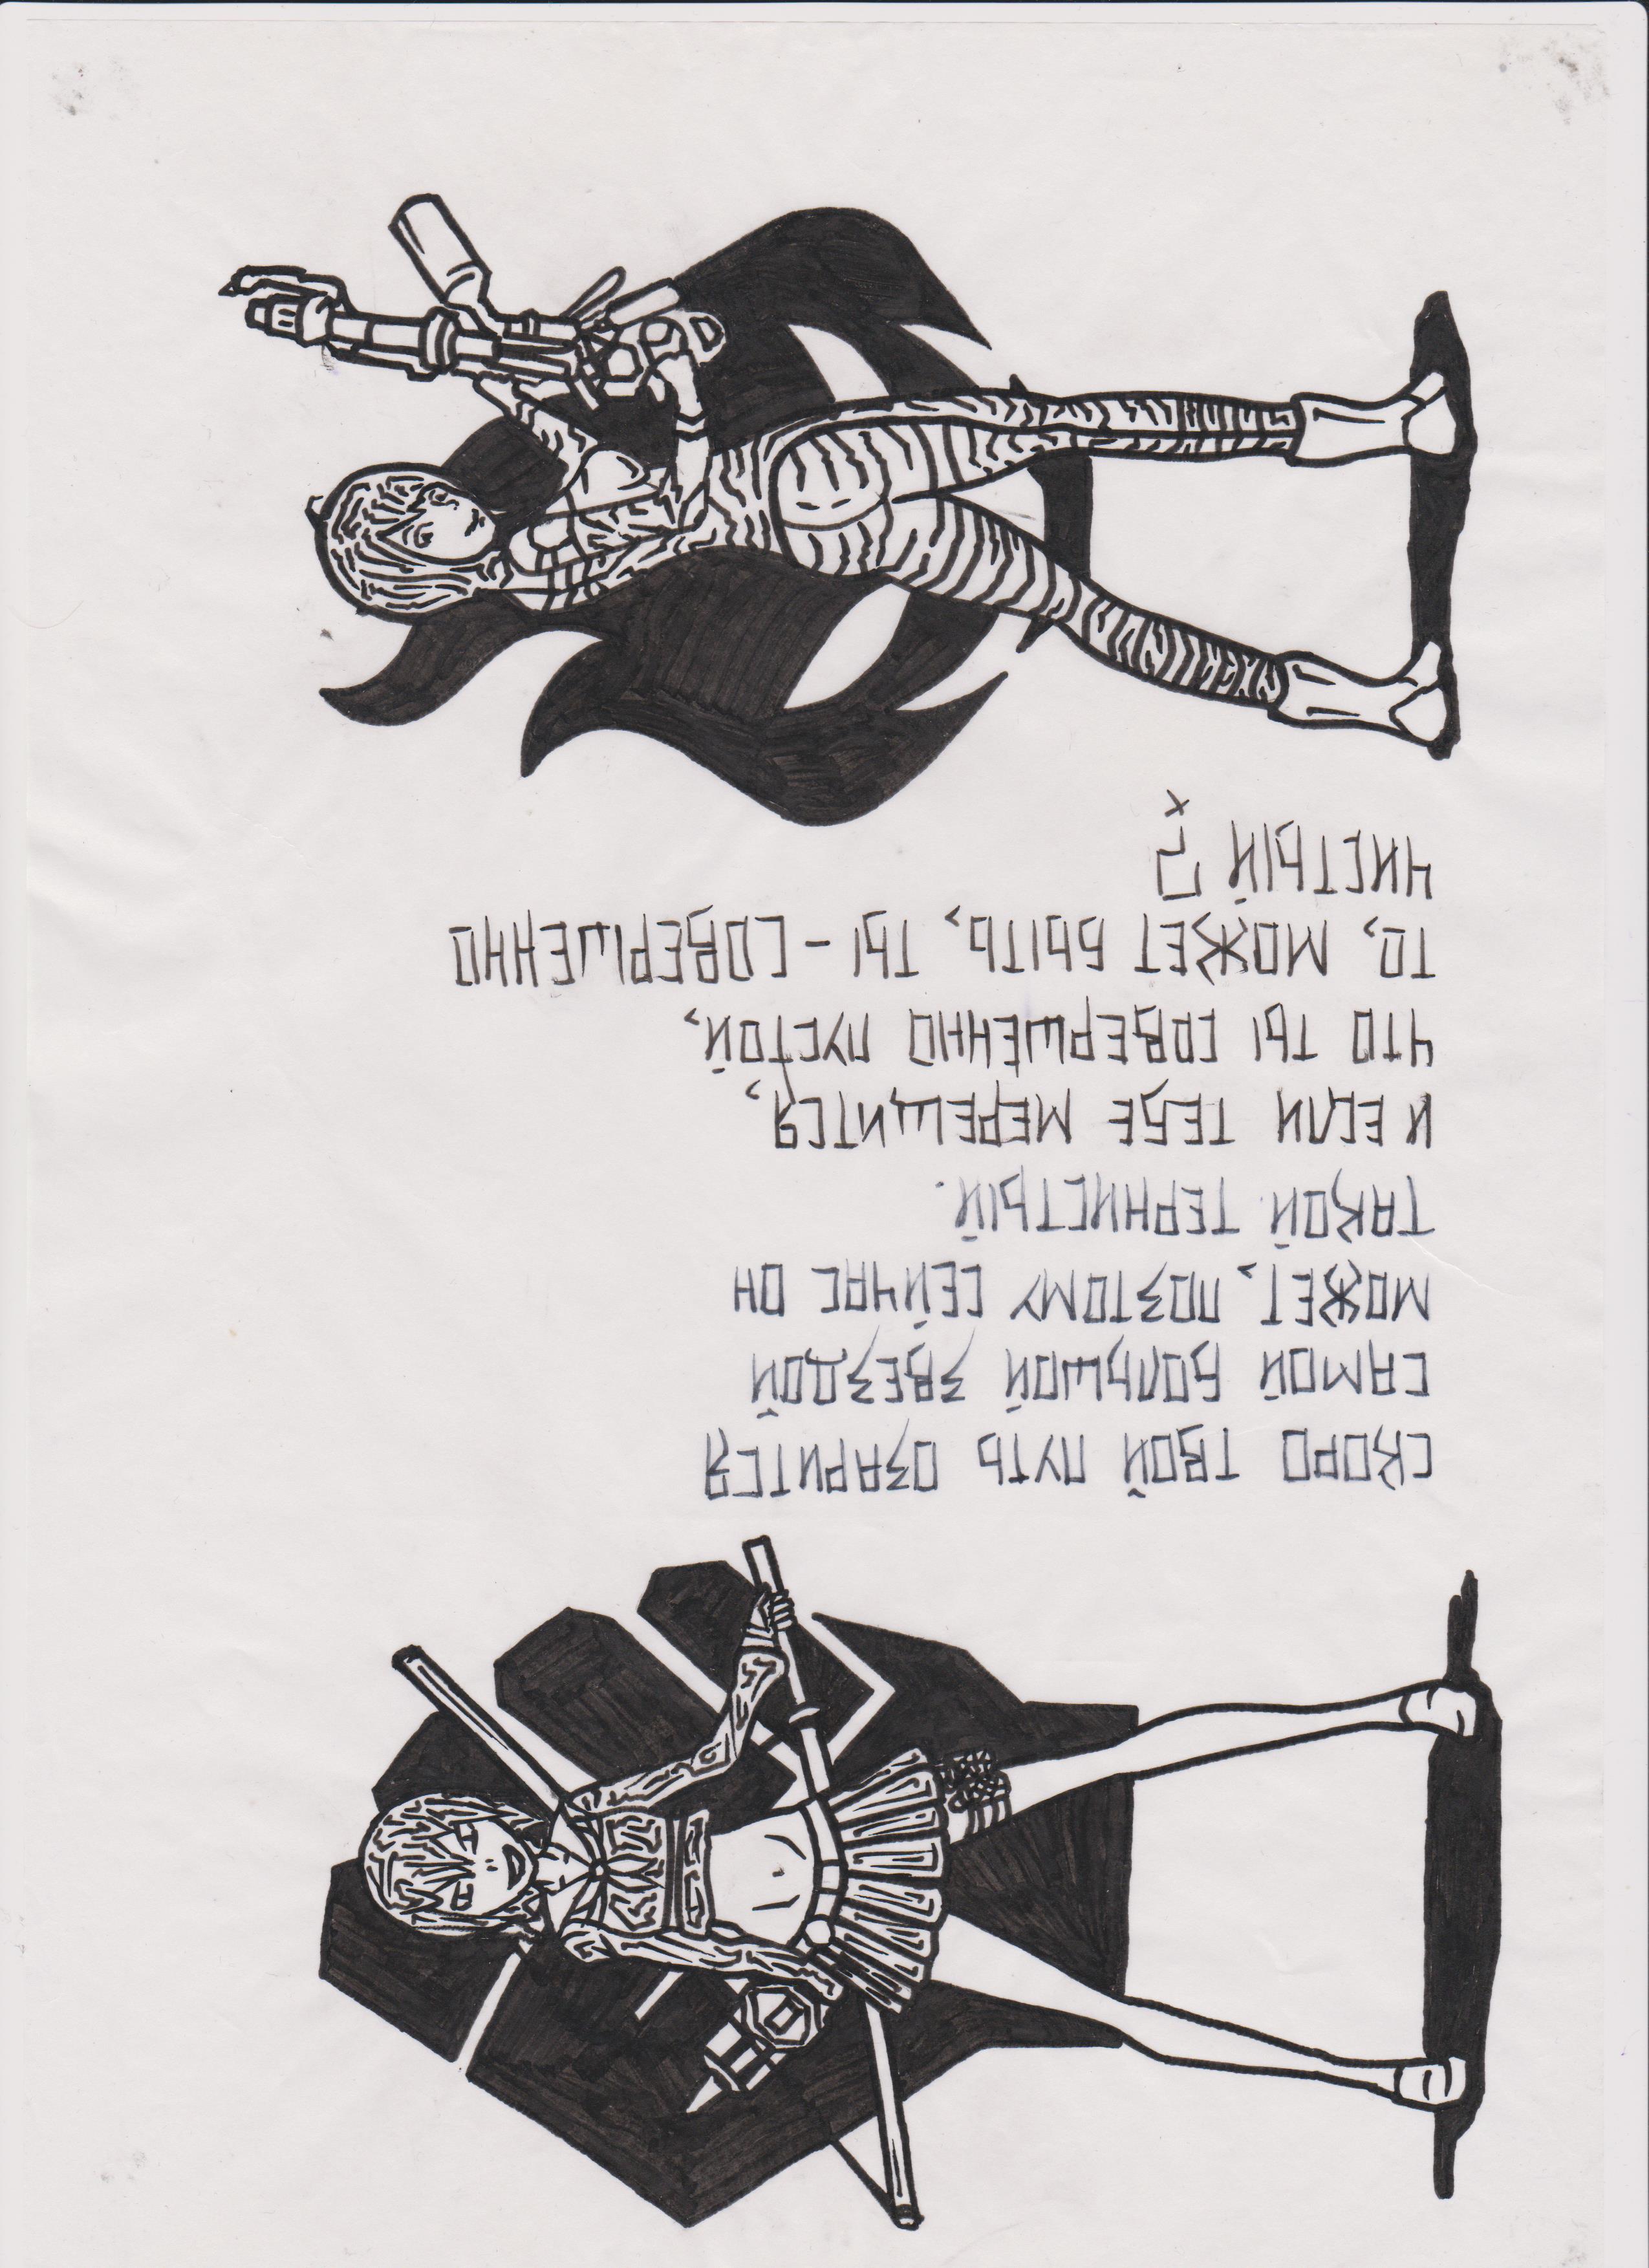 СКОРО ТВОЙ ПУТЬ ОЗАРИТСЯ
САМОЙ БОЛЬШОЙ ЗВЕЗДОЙ
МОЖЕТ, ПОЭТОМУ СЕЙЧАС ОН
ТАКОЙ ТЕРНИСТЫЙ.
И ЕСЛИ ТЕБЕ МЕРЕЩИТСЯ,
ЧТО ТЫ СОВЕРШЕННО ПУСТОЙ,
ТО, МОЖЕТ БЫТЬ, ТЫ - СОВЕРШЕННО
ЧИСТЫЙ?